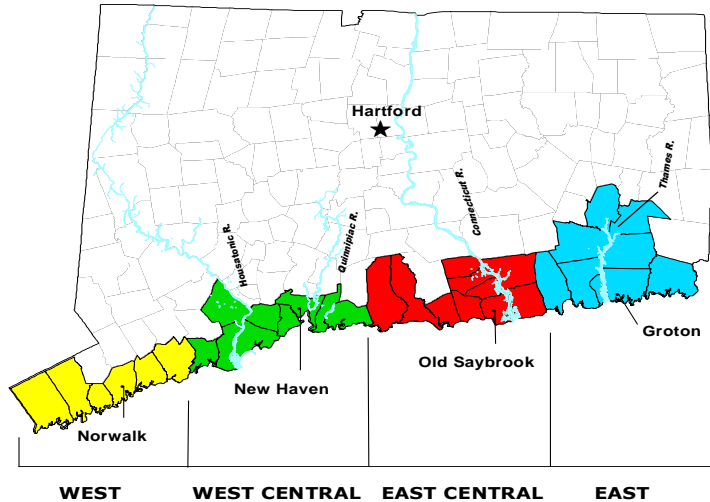 Hartford
Thames R.
Connecticut R.
Quinnipiac R.
Housatonic R.
Groton
Old Saybrook
New Haven
Norwalk
WEST WEST CENTRAL EAST CENTRAL EAST